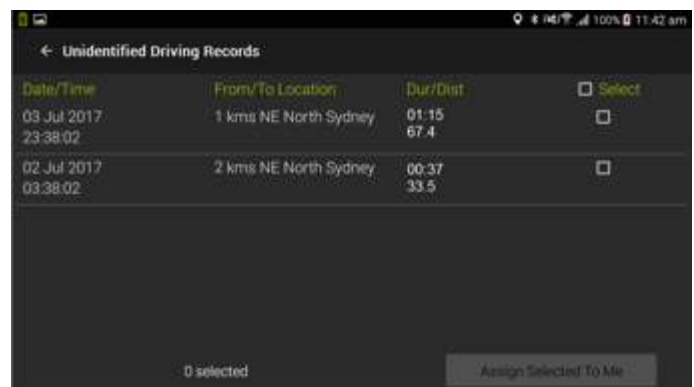 100% 11:42 am
← Unidentified Driving Records
Date/Time From/To Location Dur/Dist Select
03 Jul 2017 1 kms NE North Sydney 01:15
23:38:02 67.4
02 Jul 2017 2 kms NE North Sydney 00:37
03:38:02 33.5
0 selected Assign Selected To Me